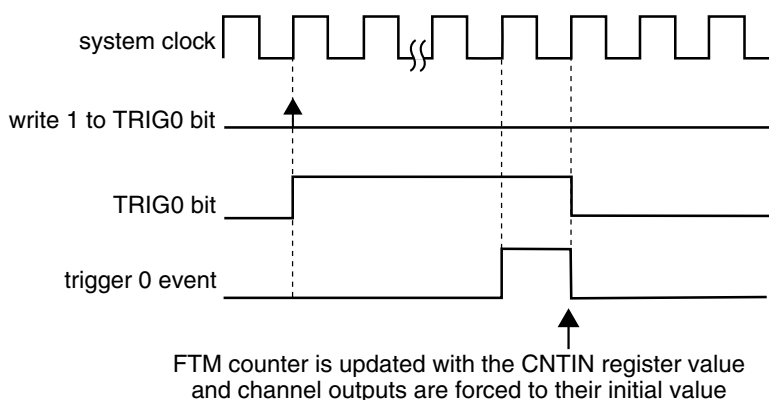 system clock
write 1 to TRIG0 bit
TRIG0 bit
trigger 0 event
FTM counter is updated with the CNTIN register value
and channel outputs are forced to their initial value